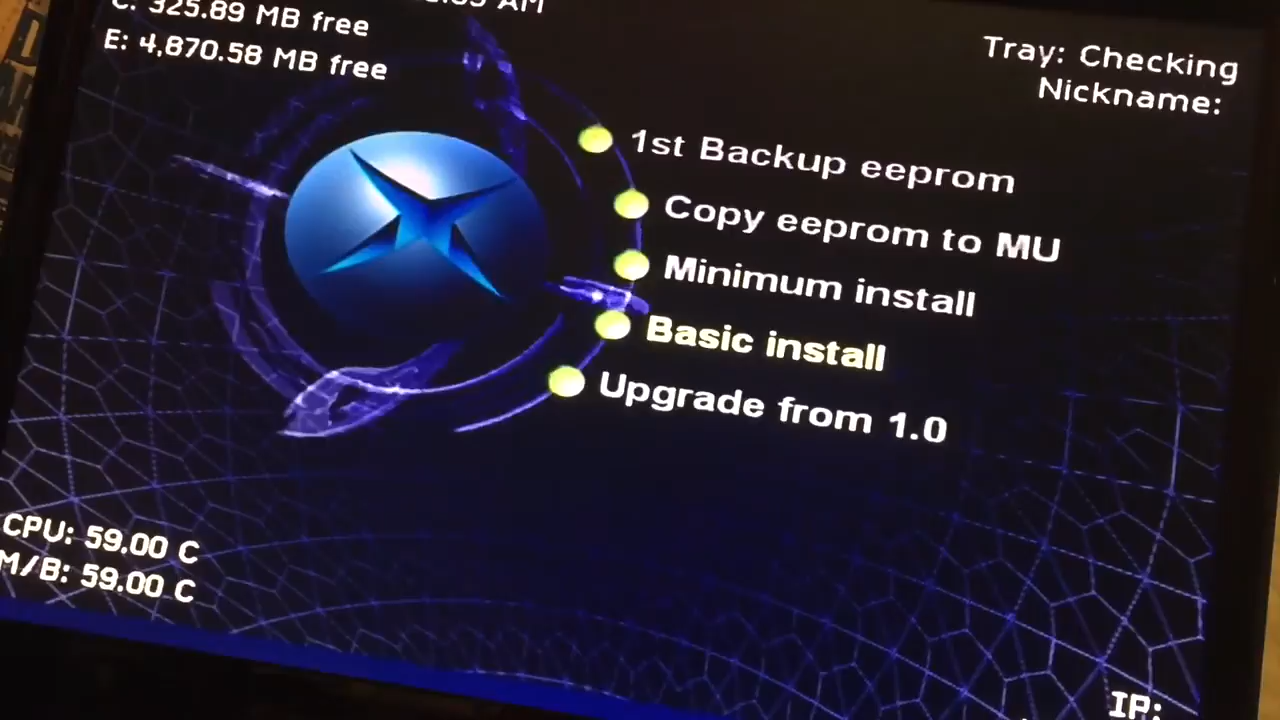 AM
C: 325.89 MB free
E: 4,870.58 MB free
Tray: Checking
Nickname:
1st Backup eeprom
Copy eeprom to MU
Minimum install
Basic install
Upgrade from 1.0
CPU: 59.00 C
M/B: 59.00 C
IP: